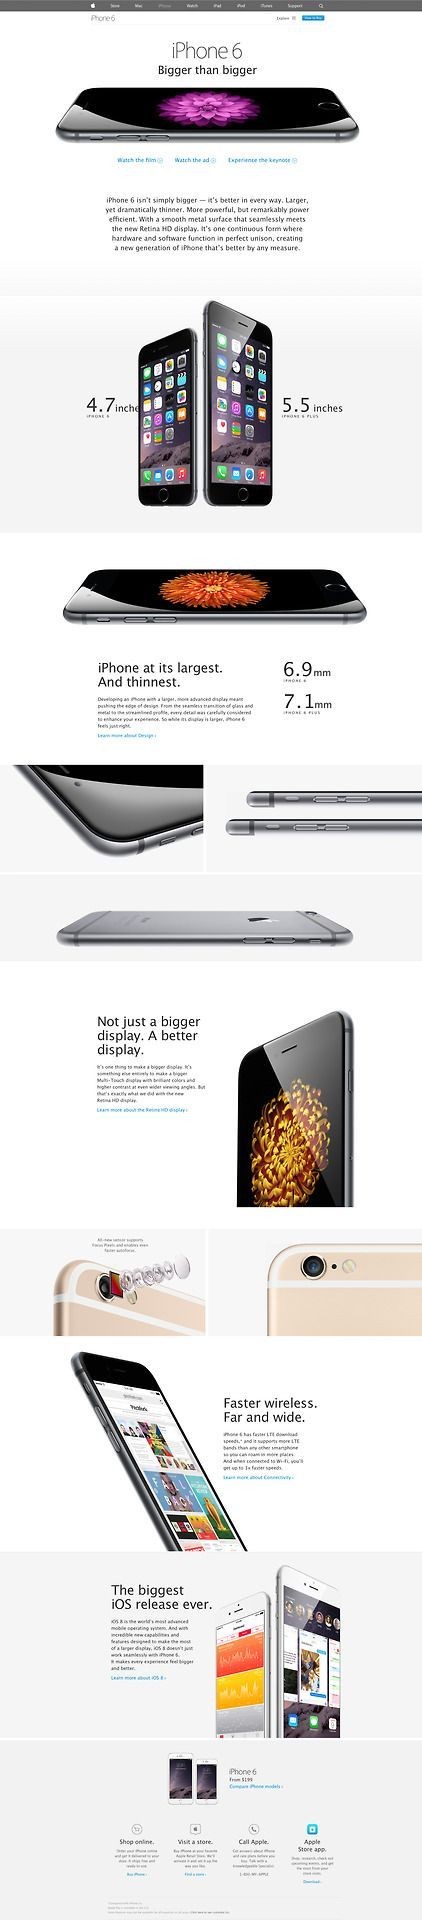 Store Mac iPhone Watch iPad iPod iTunes Support
iPhone 6
Explore
How to Buy
iPhone 6
Bigger than bigger
Watch the film
Watch the ad
Experience the keynote
iPhone 6 isn't simply bigger — it's better in every way. Larger,
yet dramatically thinner. More powerful, but remarkably power
efficient. With a smooth metal surface that seamlessly meets
the new Retina HD display. It's one continuous form where
hardware and software function in perfect unison, creating
a new generation of iPhone that's better by any measure.
4.7 inche
IPHONE 6
5.5 inches
IPHONE 6 PLUS
iPhone at its largest.
And thinnest.
Developing an iPhone with a larger, more advanced display meant
pushing the edge of design. From the seamless transition of glass and
metal to the streamlined profile, every detail was carefully considered
to enhance your experience. So while its display is larger, iPhone 6
feels just right.
Learn more about Design ›
6.9mm
IPHONE 6
7.1mm
IPHONE 6 PLUS
Not just a bigger
display. A better
display.
It's one thing to make a bigger display. It's
something else entirely to make a bigger
Multi-Touch display with brilliant colors and
higher contrast at even wider viewing angles. But
that's exactly what we did with the new
Retina HD display.
Learn more about the Retina HD display ›
All-new sensor supports
Focus Pixels and enables even
faster autofocus.
Faster wireless.
Far and wide.
iPhone 6 has faster LTE download
speeds,* and it supports more LTE
bands than any other smartphone
so you can roam in more places.
And when connected to Wi-Fi, you'll
get up to 3x faster speeds.
Learn more about Connectivity ›
The biggest
iOS release ever.
iOS 8 is the world's most advanced
mobile operating system. And with
incredible new capabilities and
features designed to make the most
of a larger display, iOS 8 doesn't just
work seamlessly with iPhone 6.
It makes every experience feel bigger
and better.
Learn more about iOS 8 ›
iPhone 6
From $199
Compare iPhone models ›
Shop online.
Order your iPhone online
and get it delivered to your
door. It ships free and
ready to use.
Buy iPhone ›
Visit a store.
Buy iPhone at your favorite
Apple Retail Store. We'll
activate it and set it up the
way you like.
Find a store ›
Call Apple.
Get answers about iPhone
and rate plans before you
buy. Talk with a
knowledgeable Specialist.
1-800-MY-APPLE
Apple
Store app.
Shop, research, check out
upcoming events, and get
the most from your
store visits.
Download ›